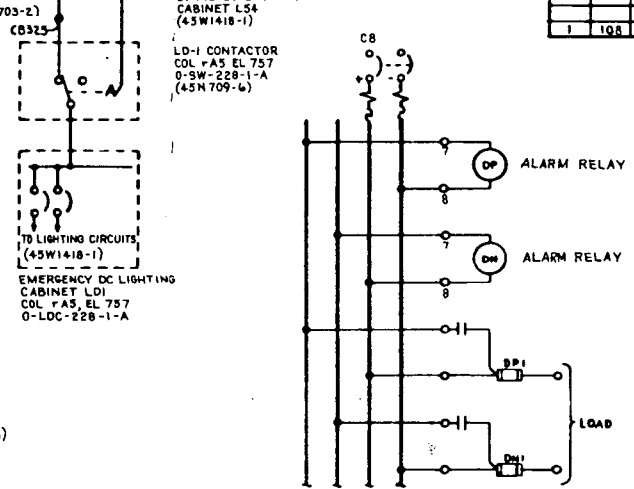 703-2)
CB325
CABINET LS4
(45W1418-1)
LD-1 CONTACTOR
COL rA5 EL 757
0-SW-228-1-A
(45N709-6)
A
TO LIGHTING CIRCUITS
(45W1418-1)
EMERGENCY DC LIGHTING
CABINET LD1
COL rA5, EL 757
0-LDC-228-1-A
)
1 108
CB
+ -
7
DP
ALARM RELAY
8
7
DN
ALARM RELAY
8
DP1
LOAD
DN1